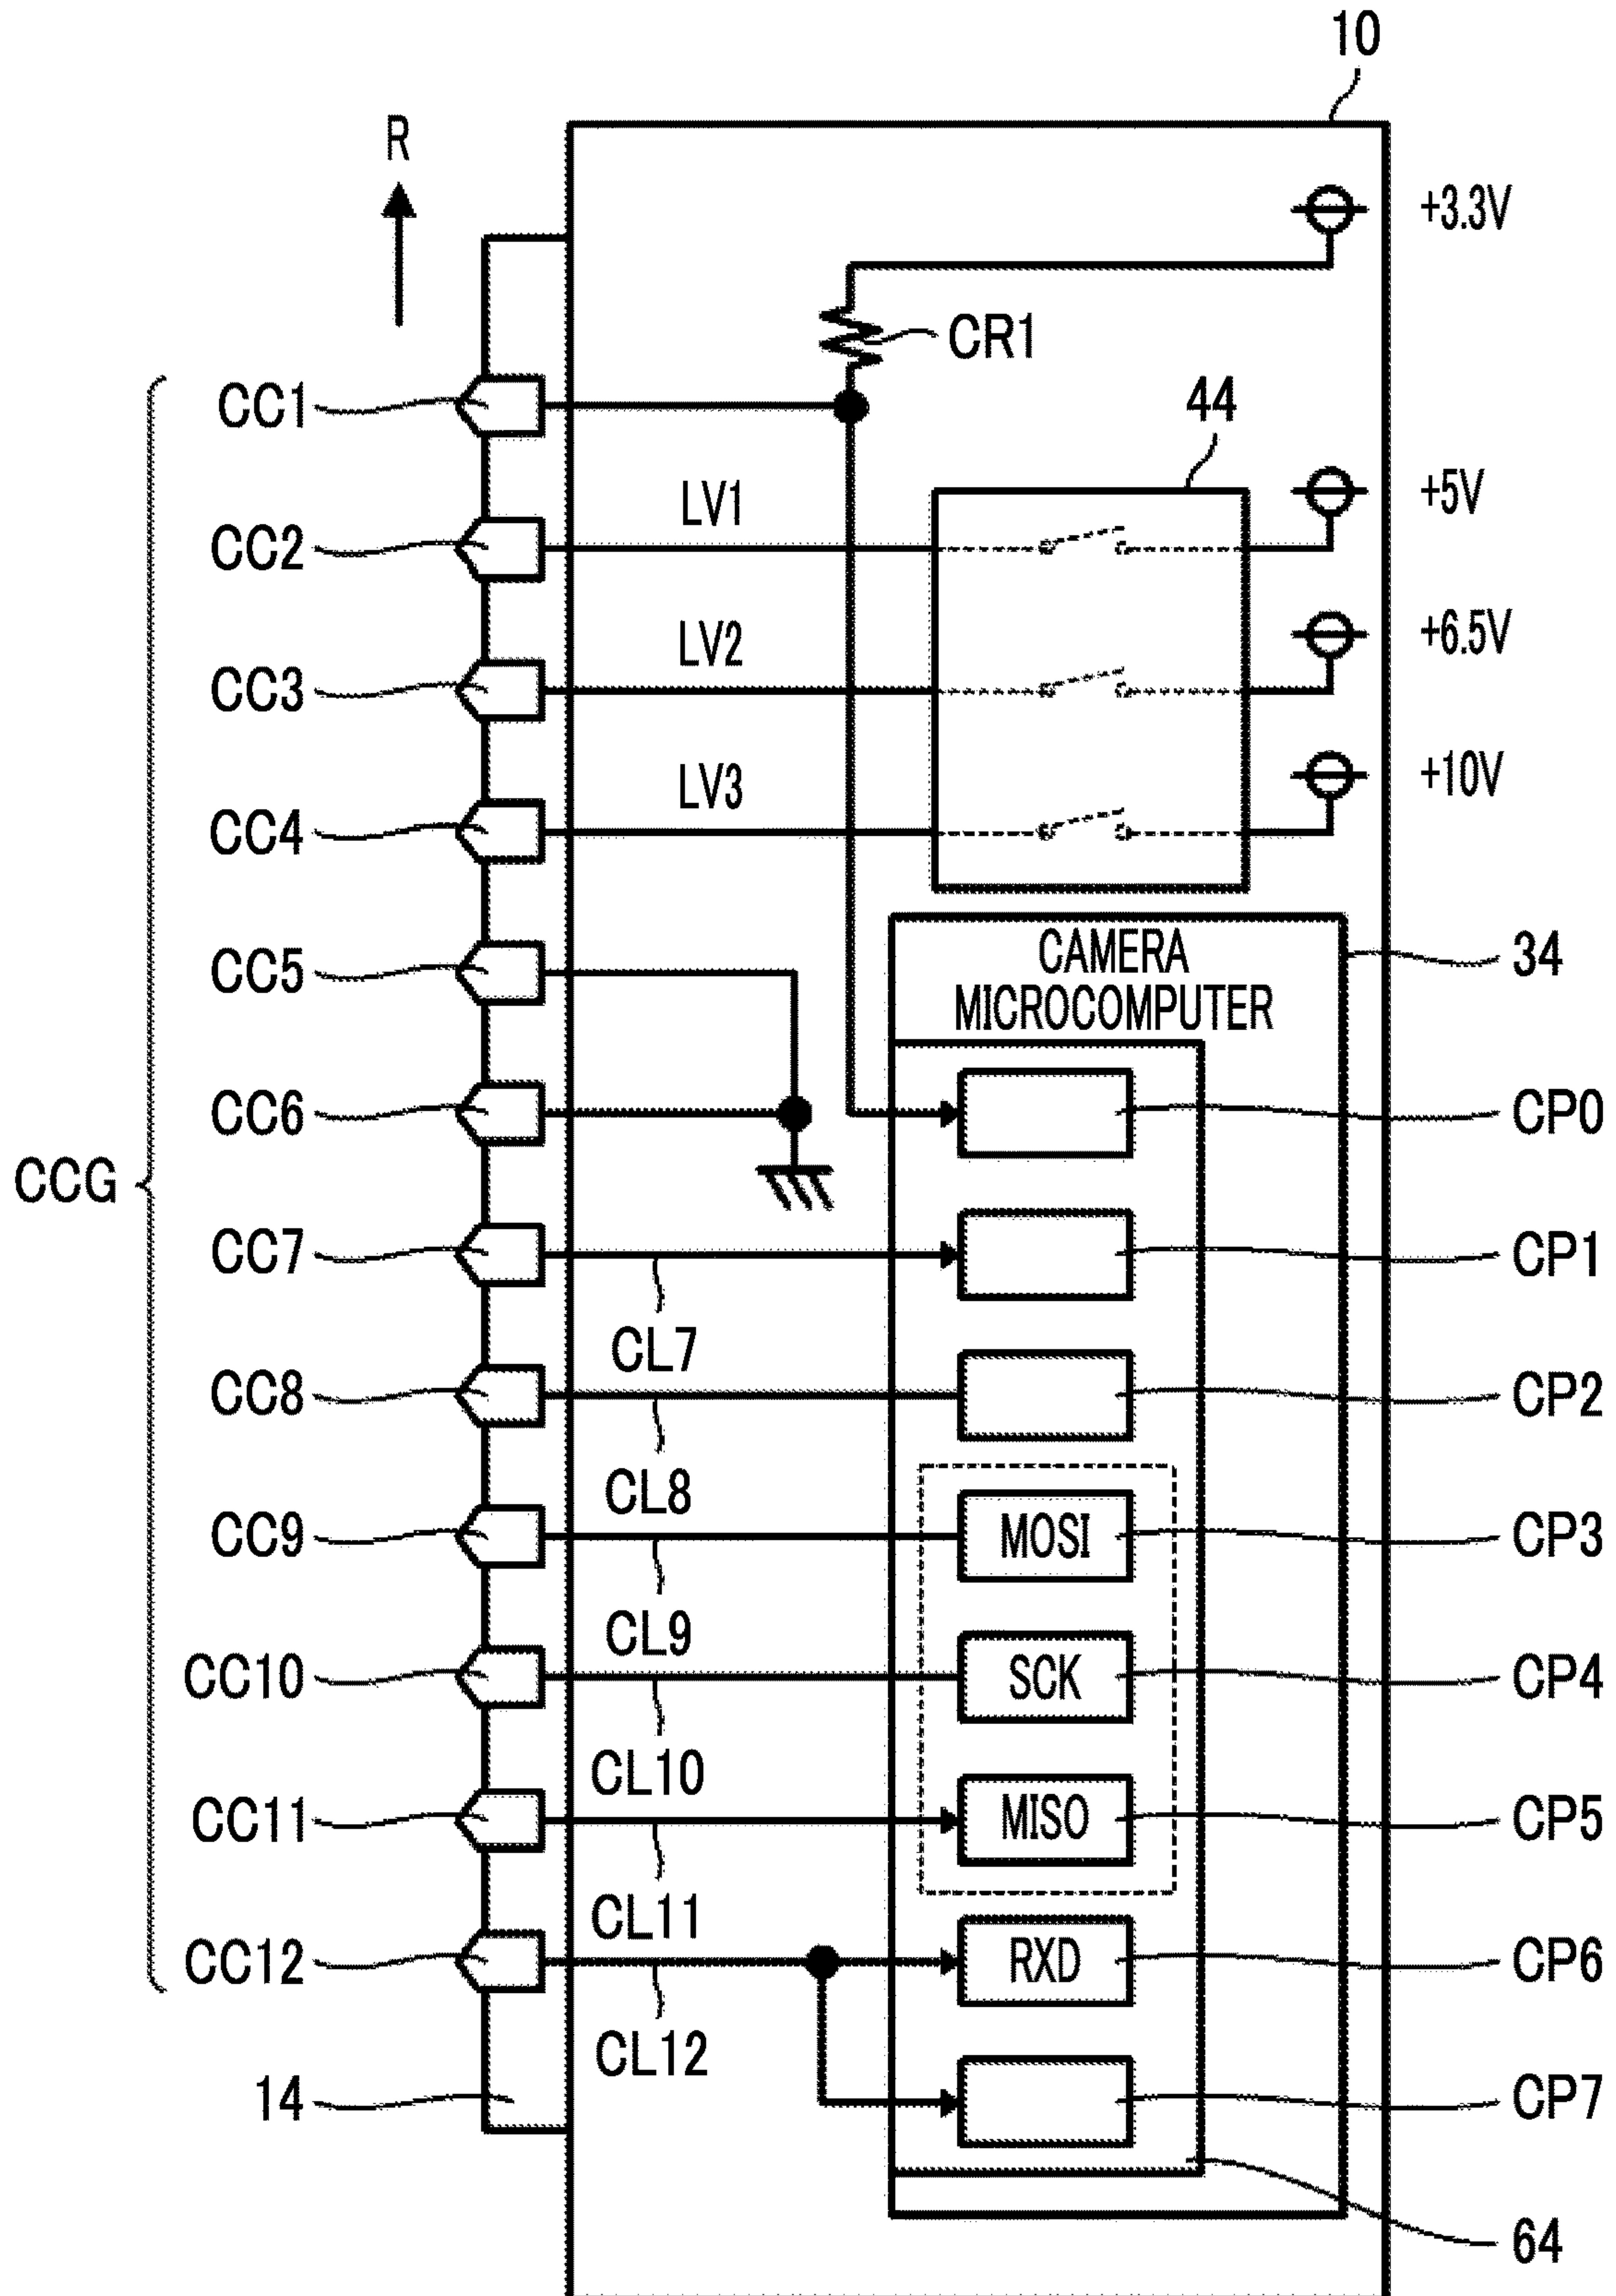 10
R
+3.3V
CR1
CC1
44
LV1
+5V
CC2
LV2
+6.5V
CC3
LV3
+10V
CC4
CAMERA
MICROCOMPUTER
34
CC5
CC6
CP0
CCG
CC7
CP1
CL7
CC8
CP2
CL8
CC9
MOSI
CP3
CL9
CC10
SCK
CP4
CL10
CC11
MISO
CP5
CL11
CC12
RXD
CP6
CL12
14
CP7
64